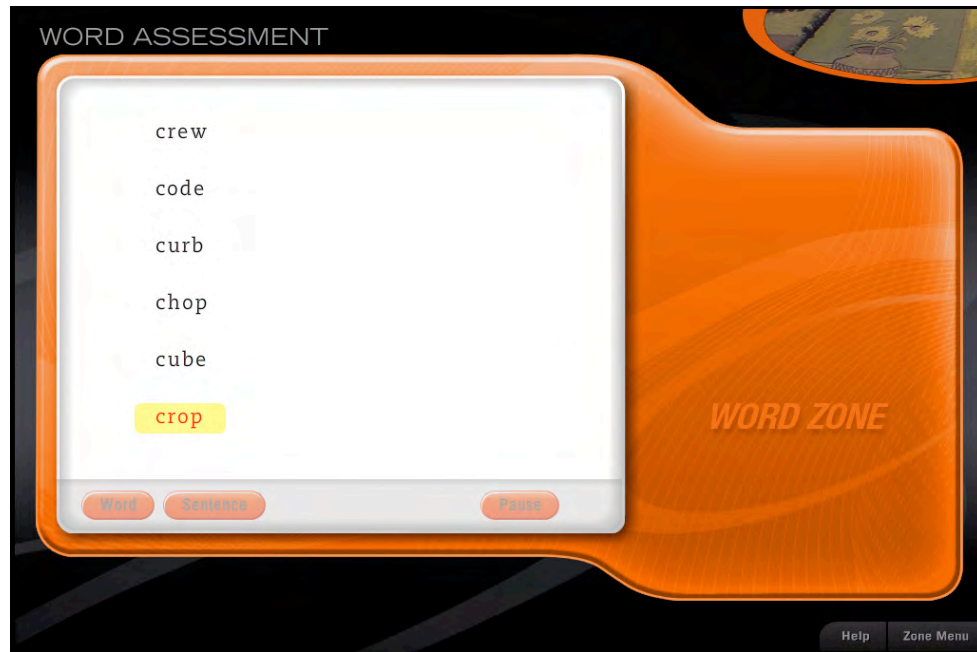 WORD ASSESSMENT
crew
code
curb
chop
cube
crop
WORD ZONE
Word Sentence Pause
Help Zone Menu